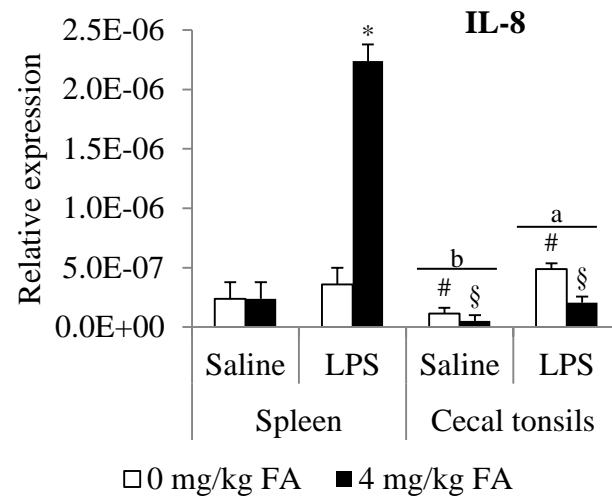 IL-8
Relative expression
2.5E-06
2.0E-06
1.5E-06
1.0E-06
5.0E-07
0.0E+00
*
b
#
§
a
#
§
Saline LPS Saline LPS
Spleen Cecal tonsils
0 mg/kg FA 4 mg/kg FA